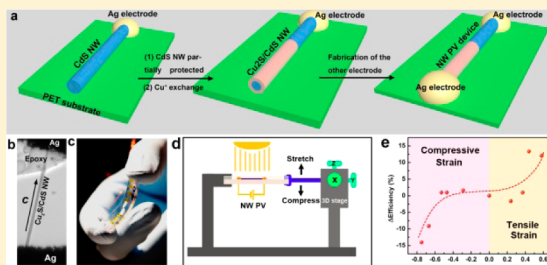 a
Ag electrode
CdS NW
PET substrate
(1) CdS NW par-
tially protected
(2) Cu⁺ exchange
Ag electrode
Cu2S/CdS NW
Fabrication of the
other electrode
Ag electrode
NW PV device
Ag electrode
b
Ag
Epoxy
C
Cu₂S/CdS NW
Ag
c
d
NW PV
Stretch
Compress
Z
X
Y
3D stage
e
ΔEfficiency (%)
15
10
5
0
-5
-10
-15
Compressive
Strain
Tensile
Strain
-0.8 -0.6 -0.4 -0.2 0.0 0.2 0.4 0.6